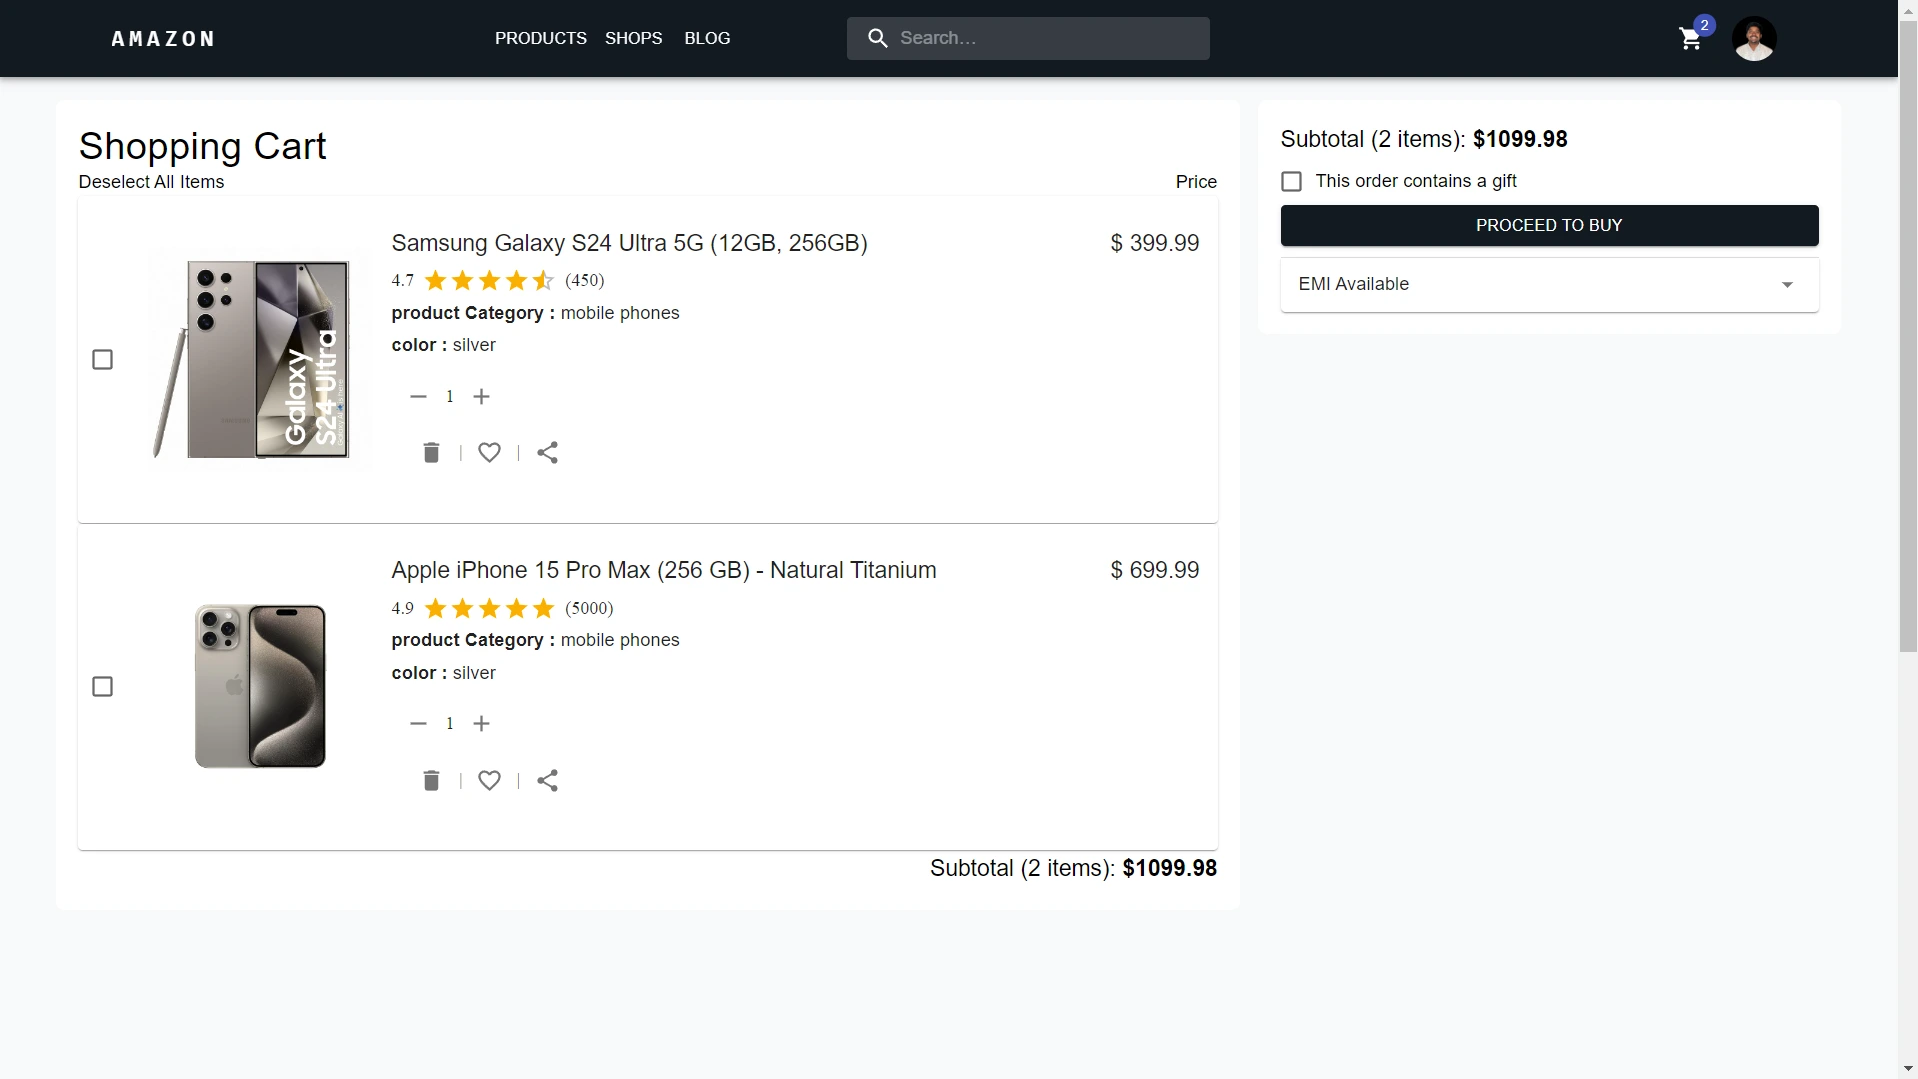 AMAZON
PRODUCTS SHOPS BLOG
Search...
2
Shopping Cart
Deselect All Items
Price
Samsung Galaxy S24 Ultra 5G (12GB, 256GB)
$ 399.99
4.7 (450)
product Category : mobile phones
color : silver
1
Galaxy
S24 Ultra
Apple iPhone 15 Pro Max (256 GB) - Natural Titanium
$ 699.99
4.9 (5000)
product Category : mobile phones
color : silver
1
Subtotal (2 items): $1099.98
Subtotal (2 items): $1099.98
This order contains a gift
PROCEED TO BUY
EMI Available